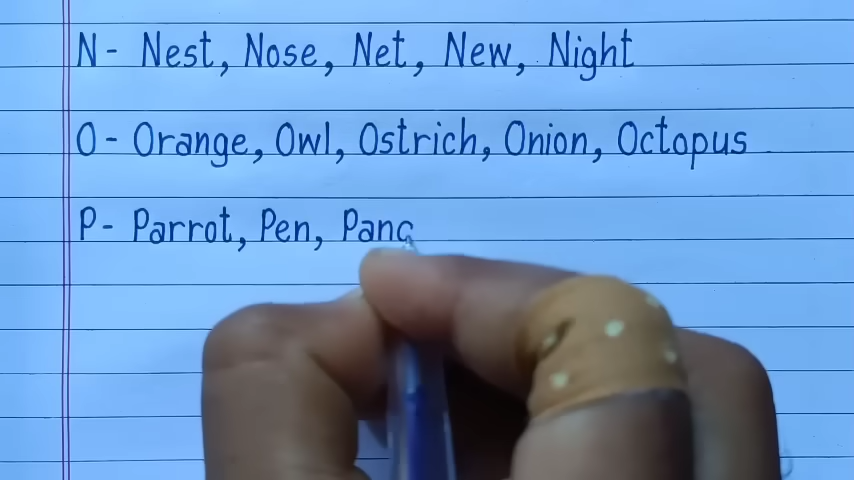 N- Nest, Nose, Net, New, Night
O- Orange, Owl, Ostrich, Onion, Octopus
P- Parrot, Pen,